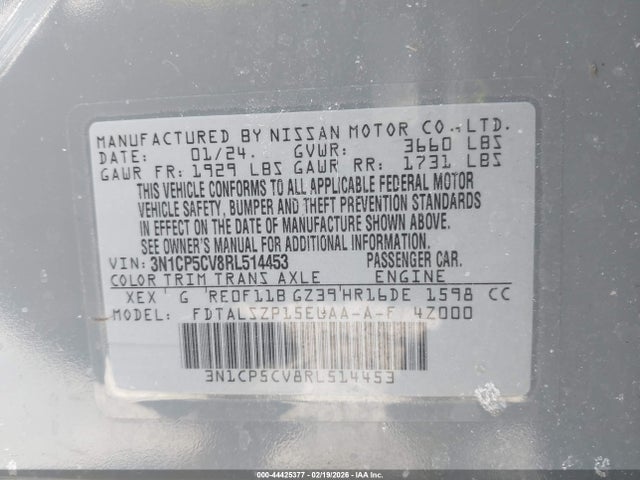 MANUFACTURED BY NISSAN MOTOR CO., LTD.
DATE: 01/24. GVWR: 3660 LBS
GAWR FR: 1929 LBS GAWR RR: 1731 LBS
THIS VEHICLE CONFORMS TO ALL APPLICABLE FEDERAL MOTOR
VEHICLE SAFETY, BUMPER AND THEFT PREVENTION STANDARDS
IN EFFECT ON THE DATE OF MANUFACTURE SHOWN ABOVE.
SEE OWNER'S MANUAL FOR ADDITIONAL INFORMATION.
VIN: 3N1CP5CV8RL514453 PASSENGER CAR.
COLOR TRIM TRANS AXLE ENGINE
XEX G RE0F11B GZ39 HR16DE 1598 CC
MODEL: FDTALSZP15EUAA-A-F 4Z000
3N1CP5CV8RL514453
000-44425377 - 02/19/2026 - IAAI.COM